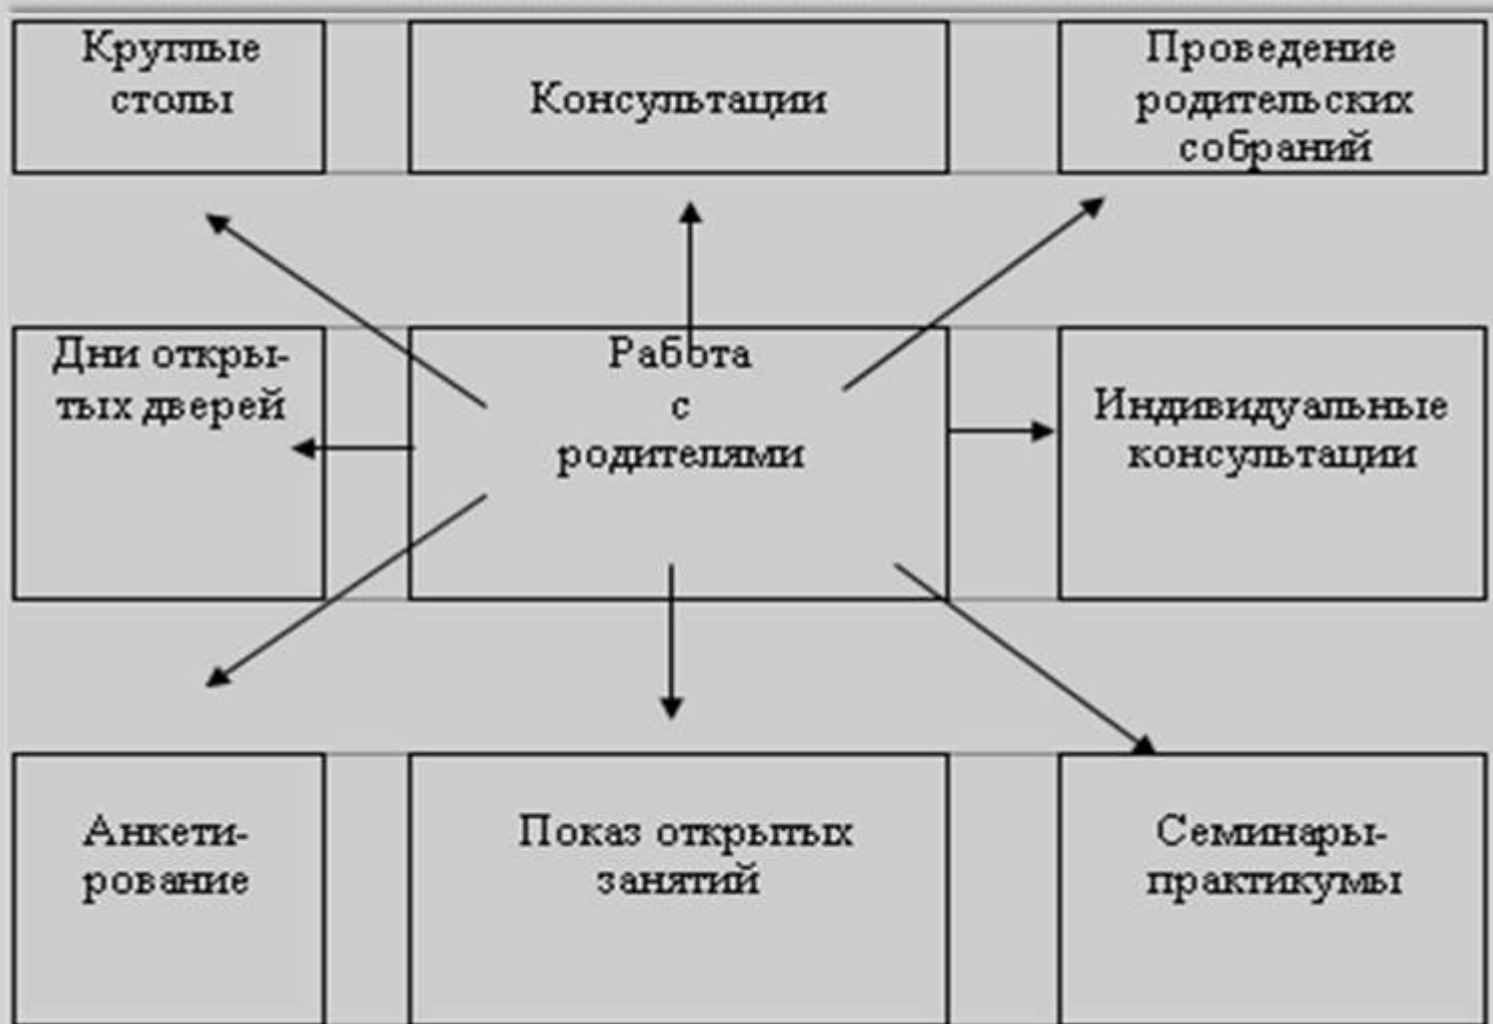 Круглые
столы
Консультации
Проведение
родительских
собраний
Дни откры-
тых дверей
Работа
с
родителями
Индивидуальные
консультации
Анкети-
рование
Показ открытых
занятий
Семинары-
практикумы